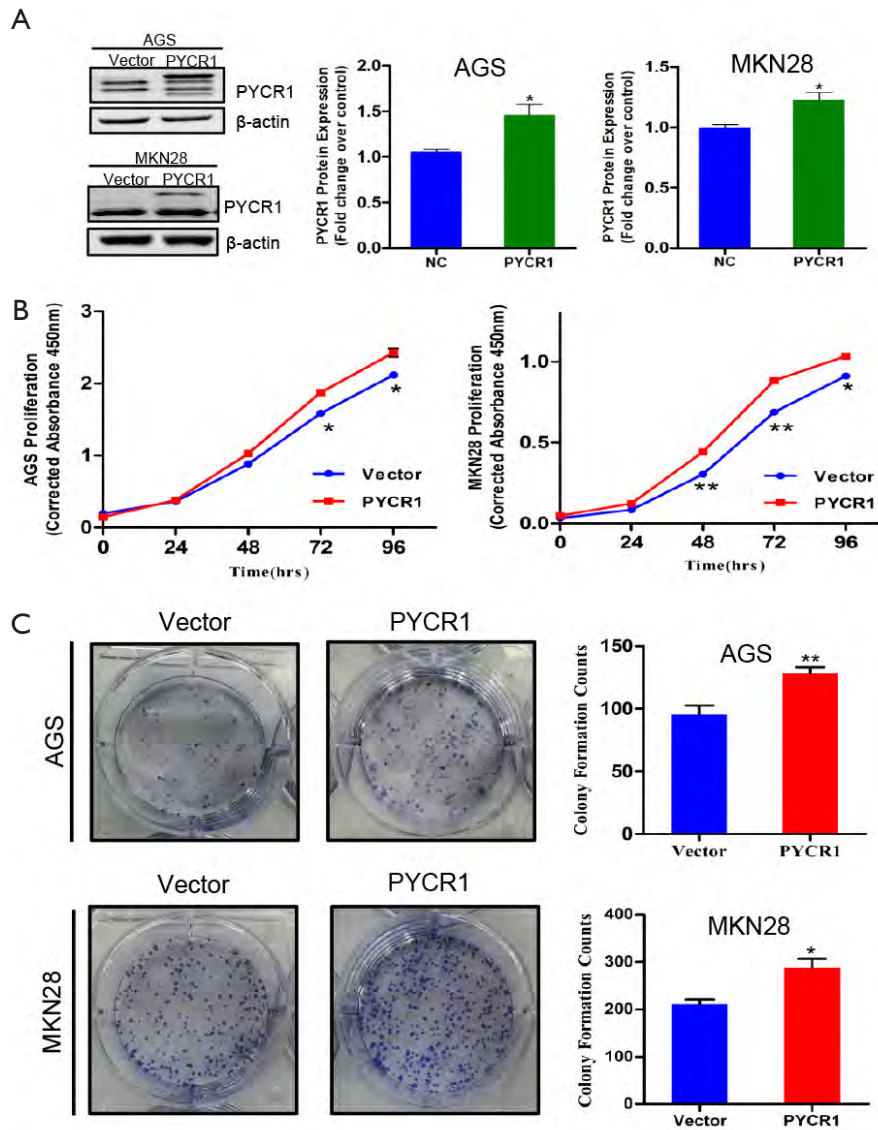 A
AGS
Vector PYCR1
PYCR1
β-actin
MKN28
Vector PYCR1
PYCR1
β-actin
AGS
PYCR1 Protein Expression
(Fold change over control)
2.0
1.5
1.0
0.5
0.0
*
NC PYCR1
MKN28
PYCR1 Protein Expression
(Fold change over control)
1.5
1.0
0.5
0.0
*
NC PYCR1
B
AGS Proliferation
(Corrected Absorbance 450nm)
3
2
1
0
*
*
Vector
PYCR1
0 24 48 72 96
Time(hrs)
MKN28 Proliferation
(Corrected Absorbance 450nm)
1.0
0.5
0.0
**
**
*
Vector
PYCR1
0 24 48 72 96
Time(hrs)
C
Vector PYCR1
AGS
Colony Formation Counts
150
100
50
0
AGS
**
Vector PYCR1
Vector PYCR1
MKN28
Colony Formation Counts
400
300
200
100
0
MKN28
*
Vector PYCR1